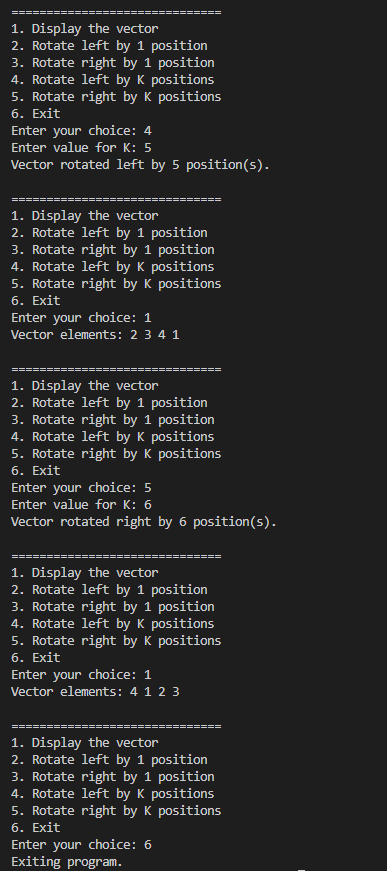 ==============================
1. Display the vector
2. Rotate left by 1 position
3. Rotate right by 1 position
4. Rotate left by K positions
5. Rotate right by K positions
6. Exit
Enter your choice: 4
Enter value for K: 5
Vector rotated left by 5 position(s).
==============================
1. Display the vector
2. Rotate left by 1 position
3. Rotate right by 1 position
4. Rotate left by K positions
5. Rotate right by K positions
6. Exit
Enter your choice: 1
Vector elements: 2 3 4 1
==============================
1. Display the vector
2. Rotate left by 1 position
3. Rotate right by 1 position
4. Rotate left by K positions
5. Rotate right by K positions
6. Exit
Enter your choice: 5
Enter value for K: 6
Vector rotated right by 6 position(s).
==============================
1. Display the vector
2. Rotate left by 1 position
3. Rotate right by 1 position
4. Rotate left by K positions
5. Rotate right by K positions
6. Exit
Enter your choice: 1
Vector elements: 4 1 2 3
==============================
1. Display the vector
2. Rotate left by 1 position
3. Rotate right by 1 position
4. Rotate left by K positions
5. Rotate right by K positions
6. Exit
Enter your choice: 6
Exiting program.